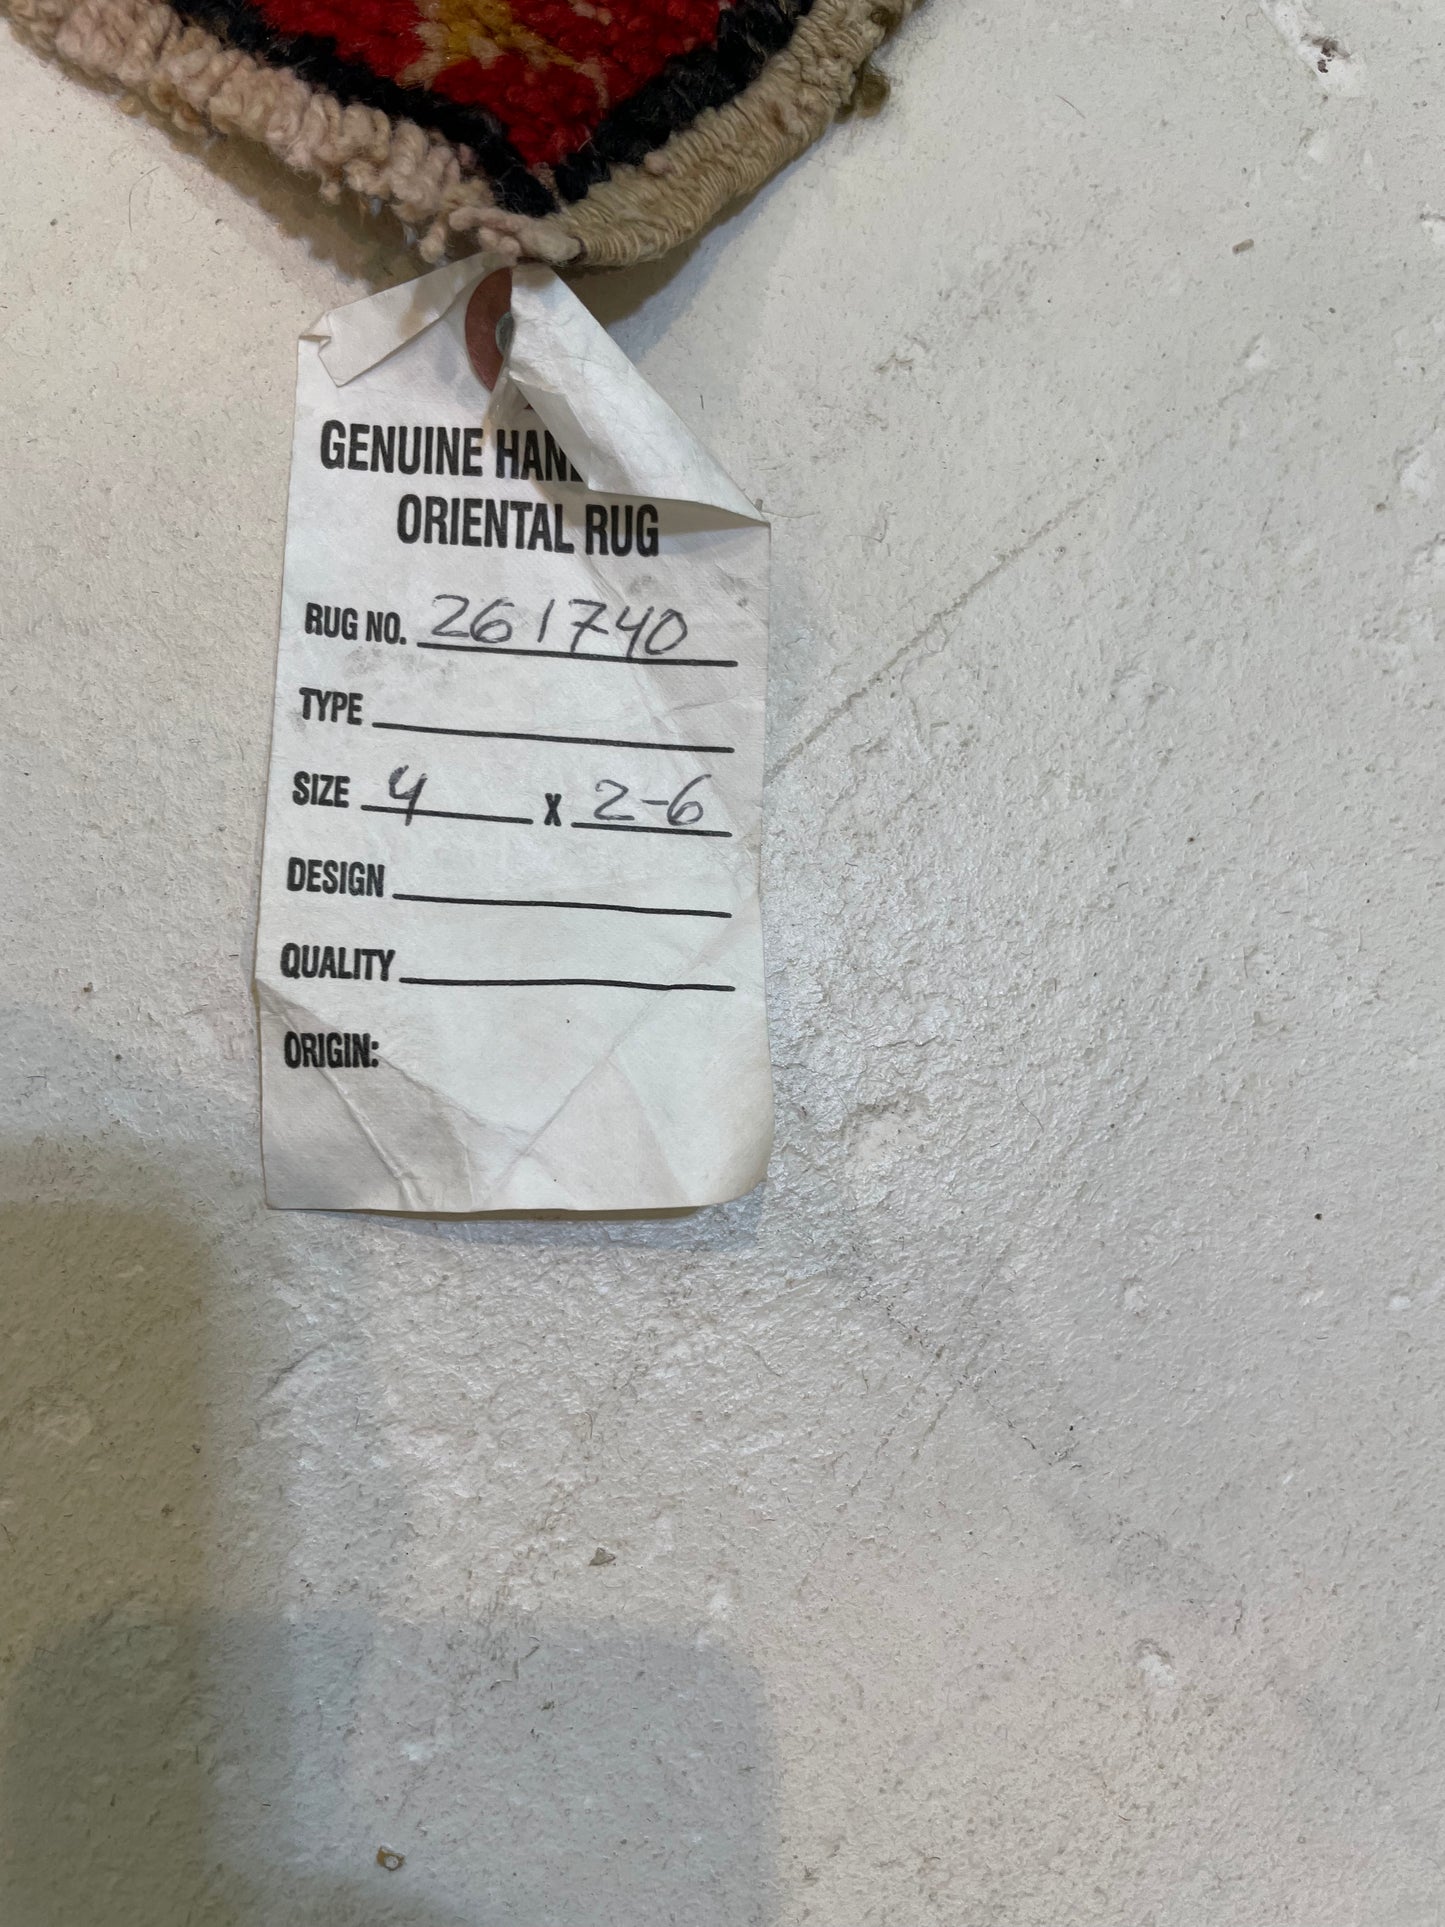 GENUINE HAN
ORIENTAL RUG
RUG NO. 261740
TYPE
SIZE 4 X 2-6
DESIGN
QUALITY
ORIGIN: